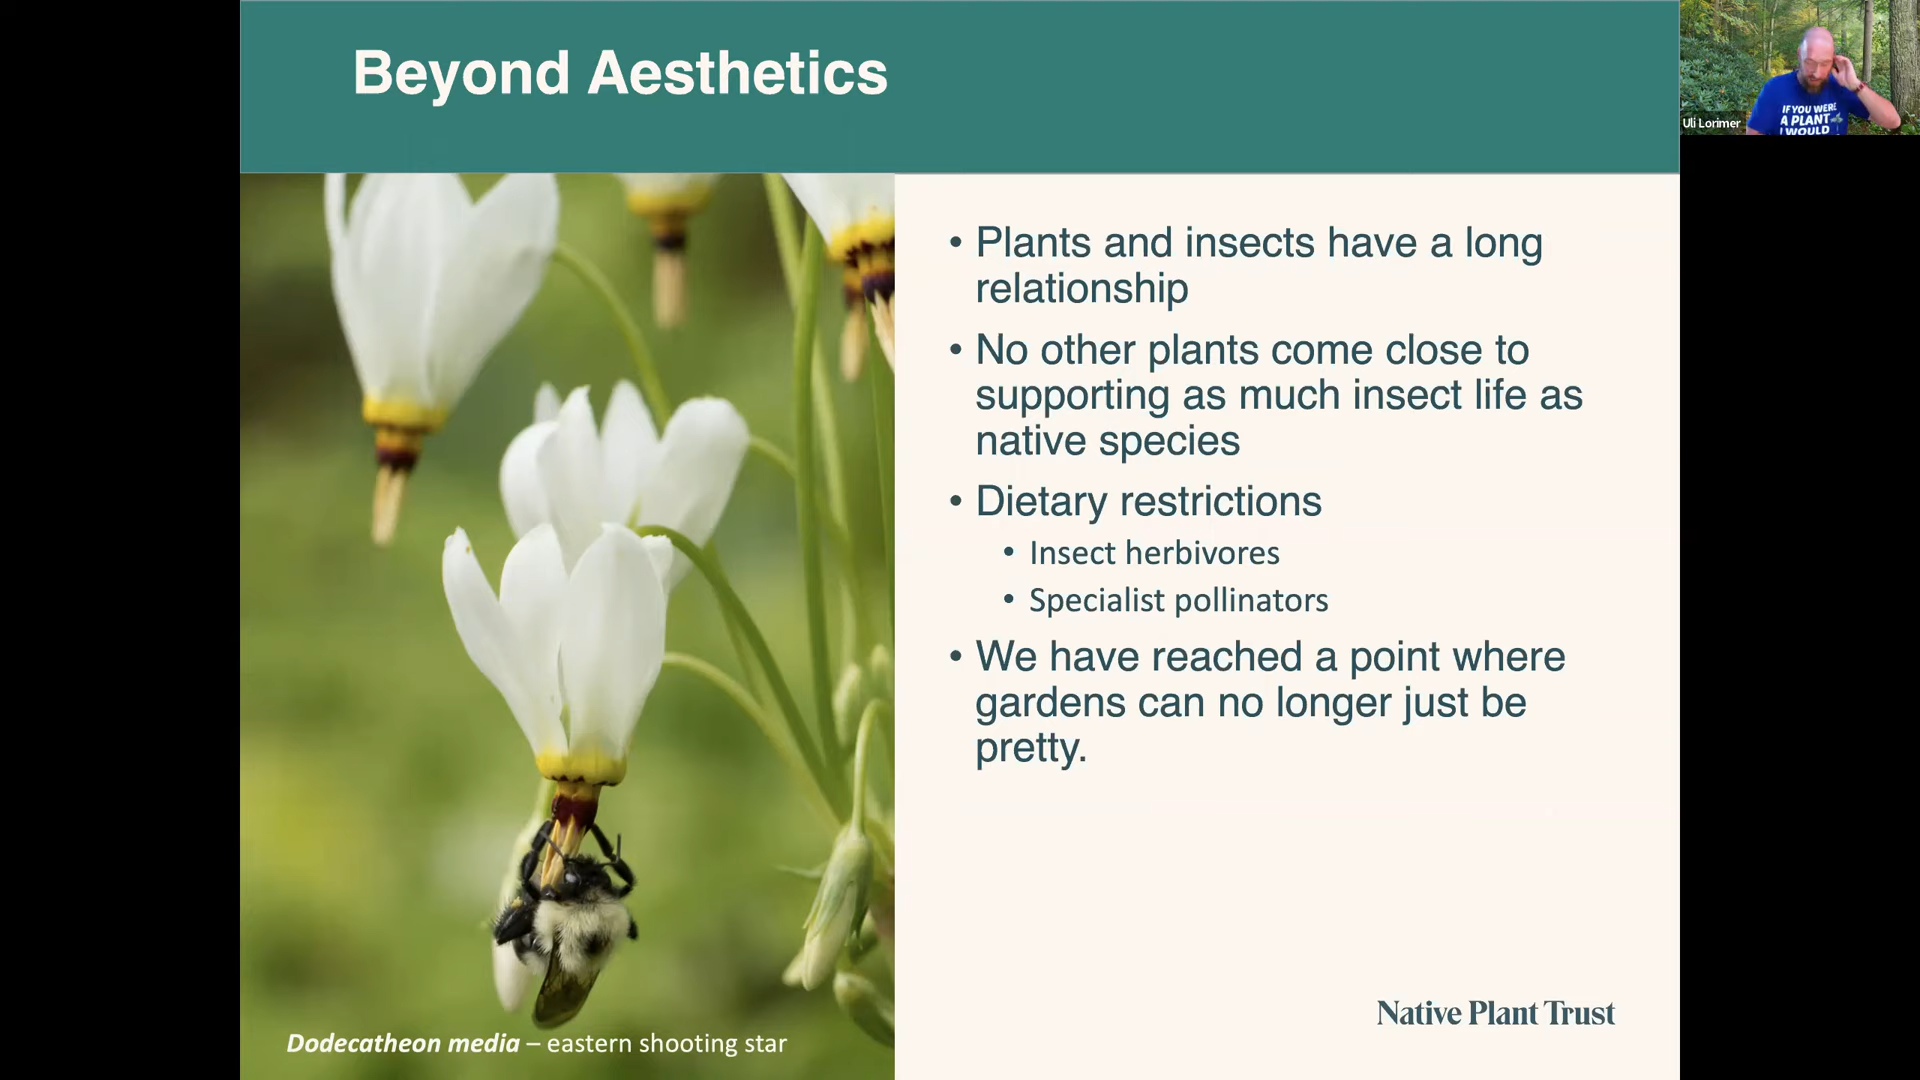 Beyond Aesthetics
Uli Lorimer
IF YOU WERE
A PLANT
I WOULD
• Plants and insects have a long
relationship
• No other plants come close to
supporting as much insect life as
native species
• Dietary restrictions
• Insect herbivores
• Specialist pollinators
• We have reached a point where
gardens can no longer just be
pretty.
Dodecatheon media – eastern shooting star
Native Plant Trust